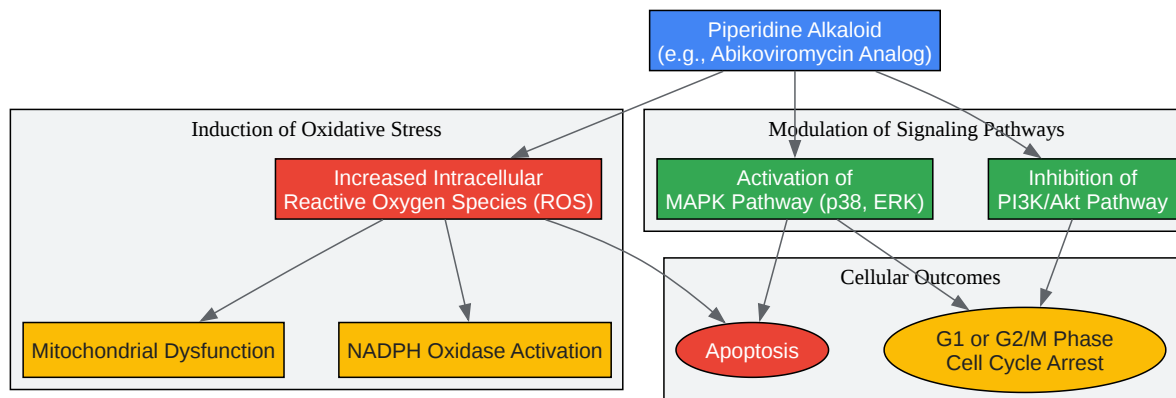 Piperidine Alkaloid
(e.g., Abikoviromycin Analog)
Induction of Oxidative Stress
Modulation of Signaling Pathways
Increased Intracellular
Reactive Oxygen Species (ROS)
Activation of
MAPK Pathway (p38, ERK)
Inhibition of
PI3K/Akt Pathway
Cellular Outcomes
Mitochondrial Dysfunction
NADPH Oxidase Activation
Apoptosis
G1 or G2/M Phase
Cell Cycle Arrest